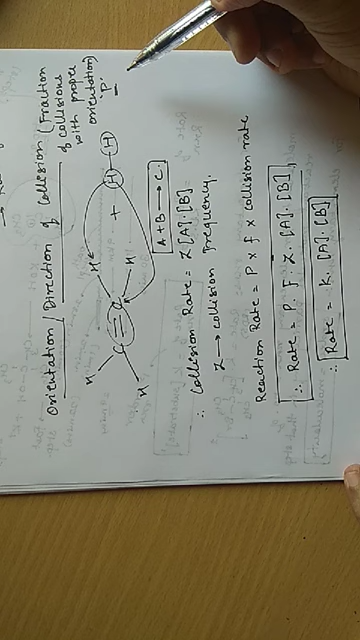 Orientation / Direction of Collision (Fraction
of collisions
with proper
orientation)
'P'
H H
C = C + H — H
H H
A + B → C.
∴ Collision Rate = Z [A]. [B]
Z → collision frequency.
Reaction Rate = P x f x collision rate
∴ Rate = P. f. Z. [A]. [B]
∴ Rate = K. [A]. [B]